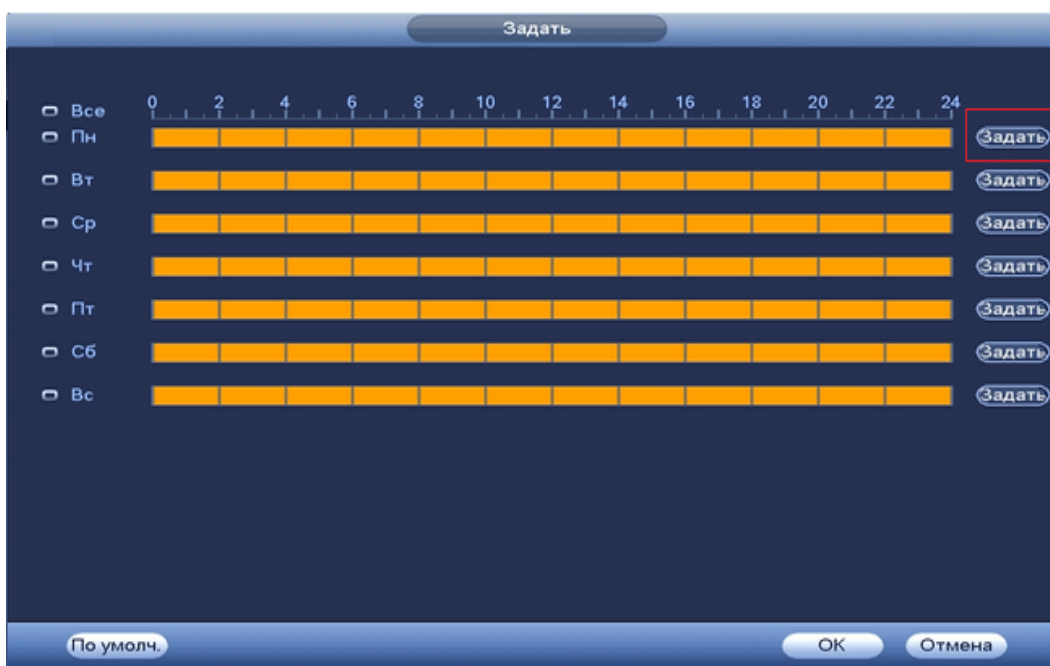 Задать
Все 0 2 4 6 8 10 12 14 16 18 20 22 24
Пн Задать
Вт Задать
Ср Задать
Чт Задать
Пт Задать
Сб Задать
Вс Задать
По умолч. OK Отмена